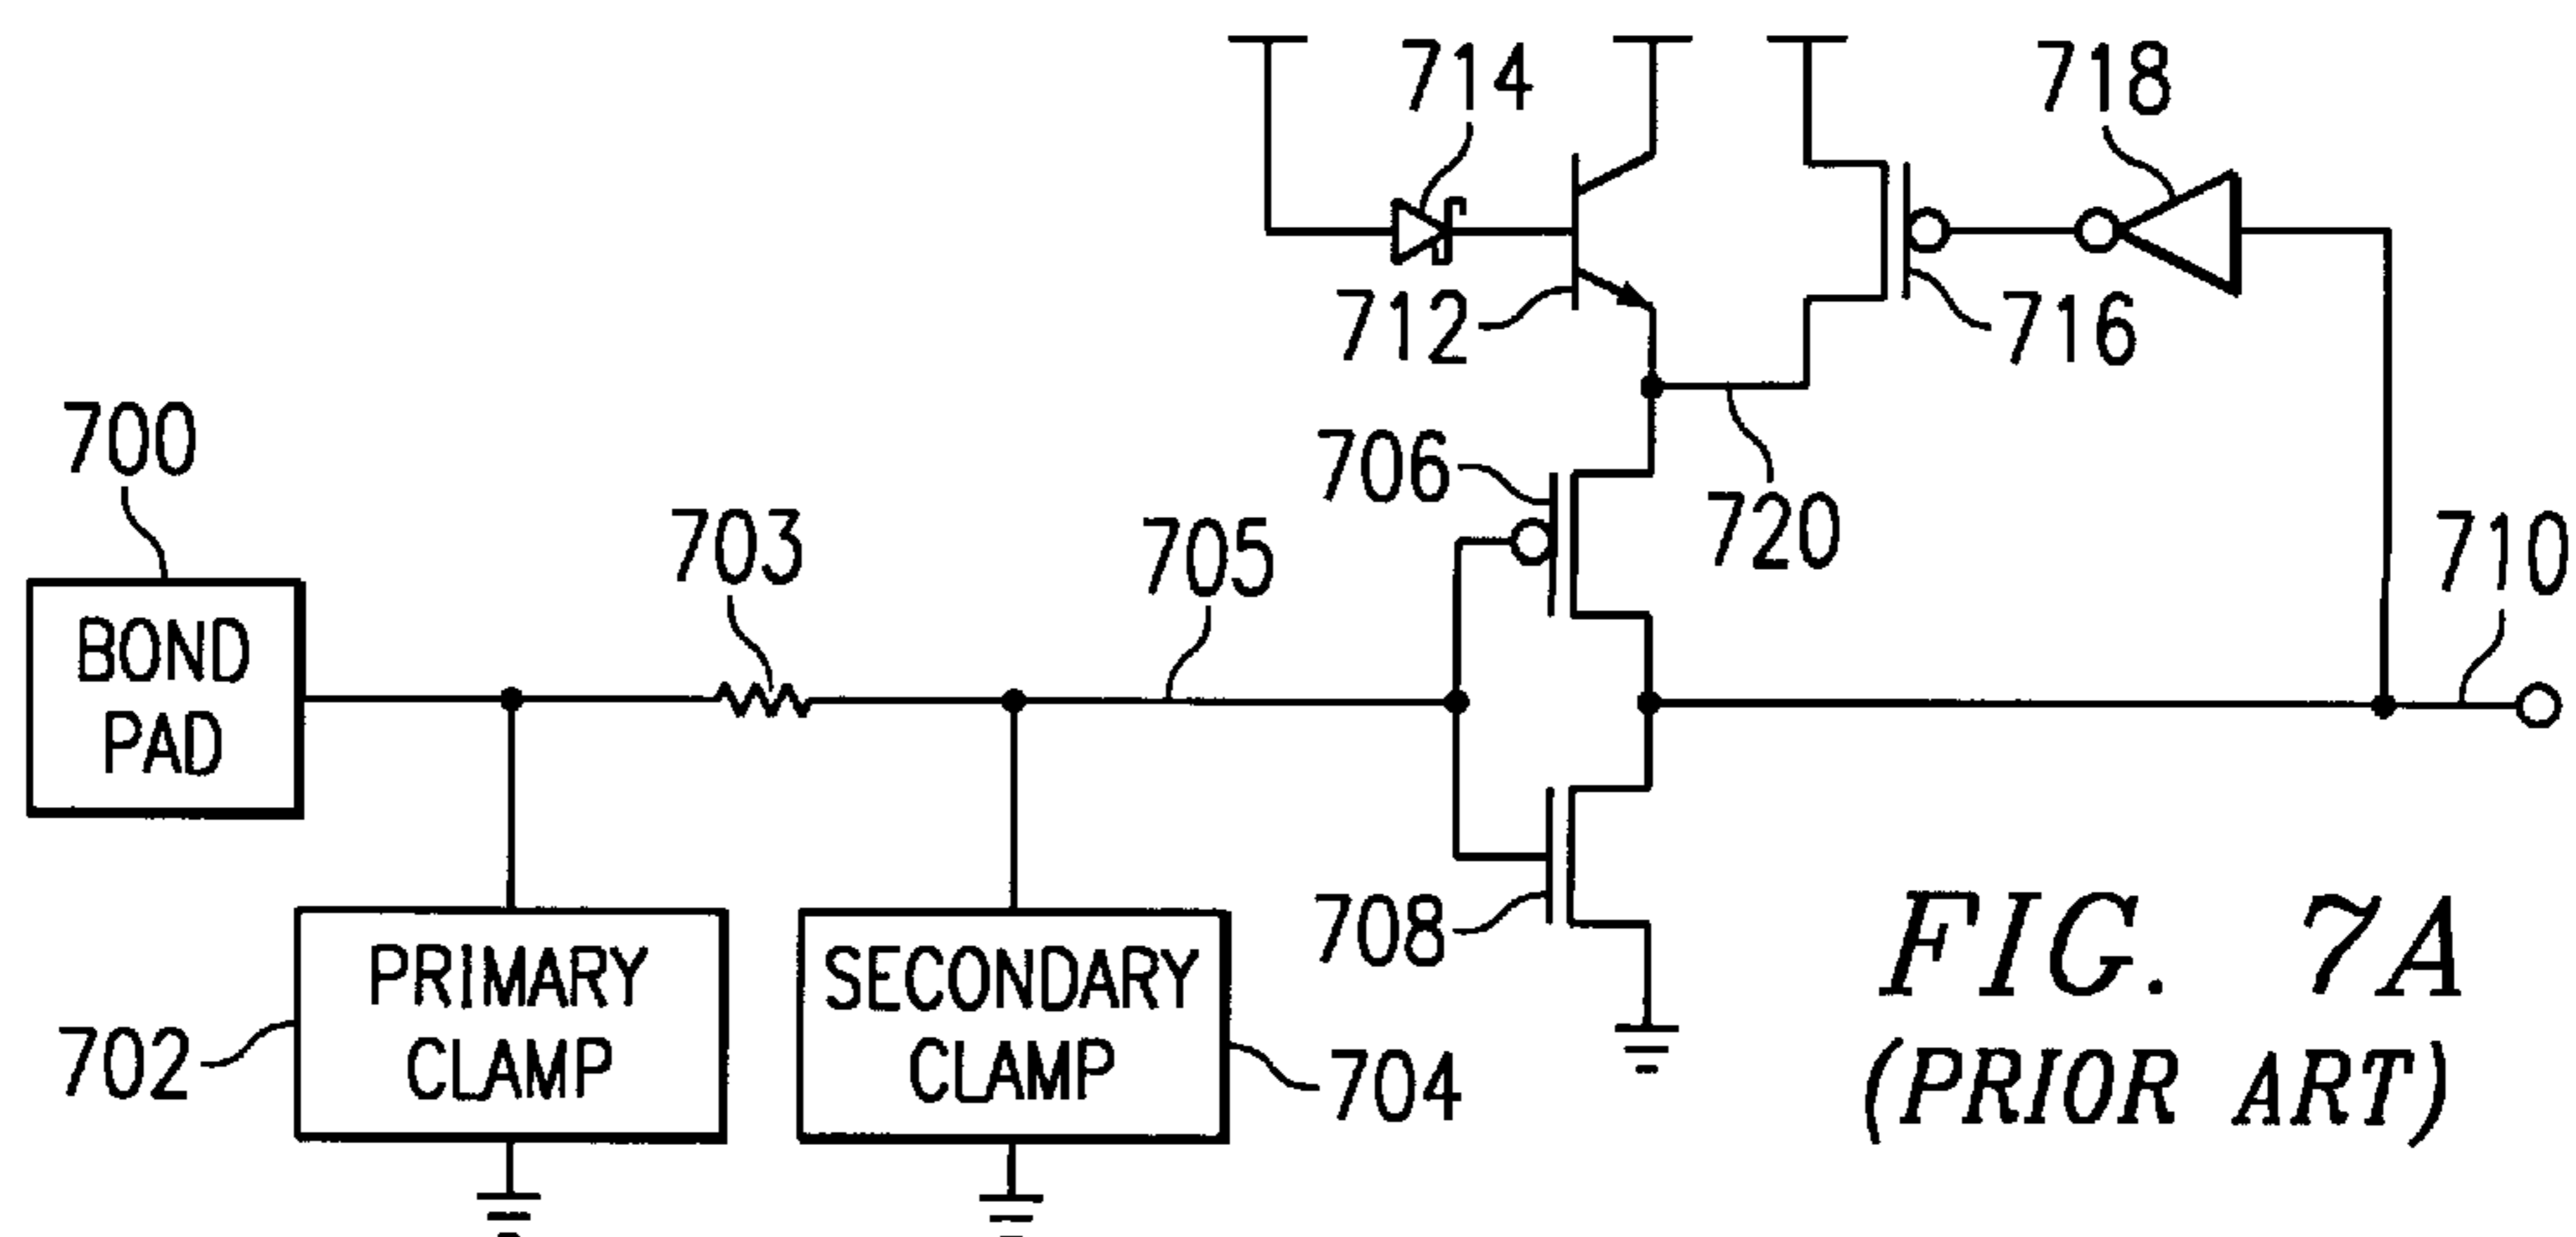 714
718
712
716
700
706
720
703
705
710
BOND
PAD
708
PRIMARY
CLAMP
SECONDARY
CLAMP
702
704
FIG. 7A
(PRIOR ART)